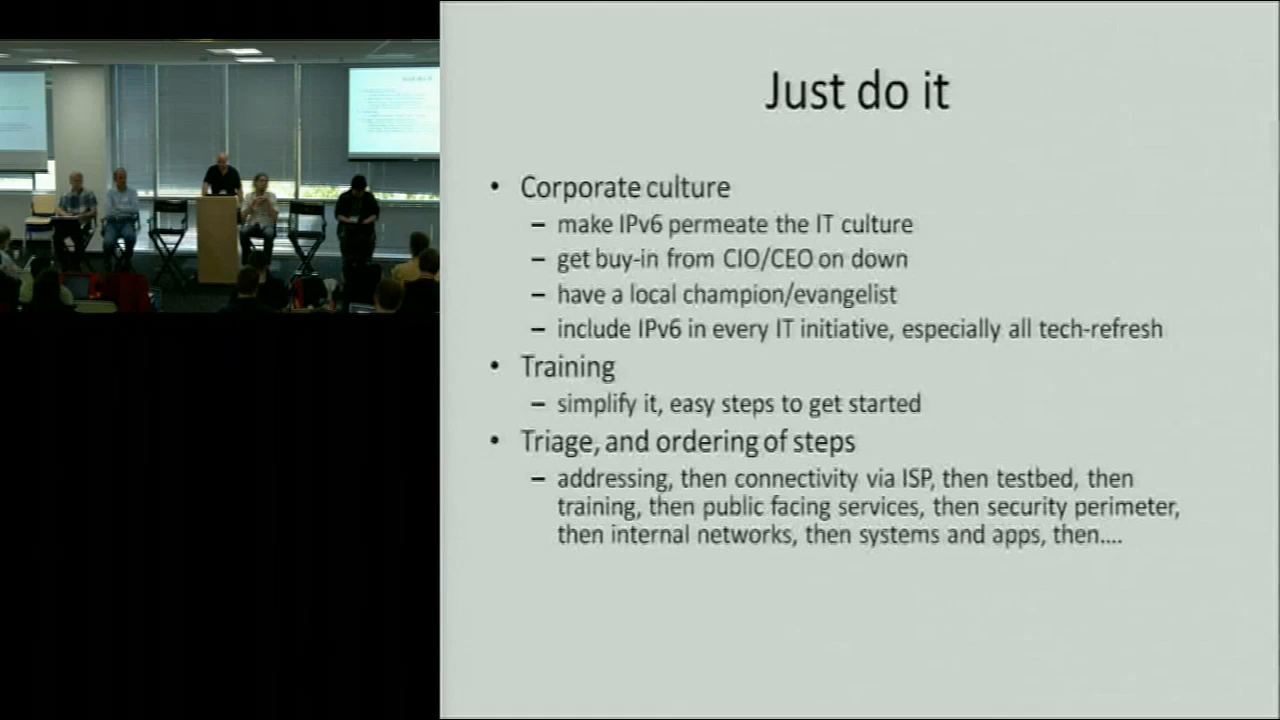 Just do it
• Corporate culture
– make IPv6 permeate the IT culture
– get buy-in from CIO/CEO on down
– have a local champion/evangelist
– include IPv6 in every IT initiative, especially all tech-refresh
• Training
– simplify it, easy steps to get started
• Triage, and ordering of steps
– addressing, then connectivity via ISP, then testbed, then
training, then public facing services, then security perimeter,
then internal networks, then systems and apps, then....